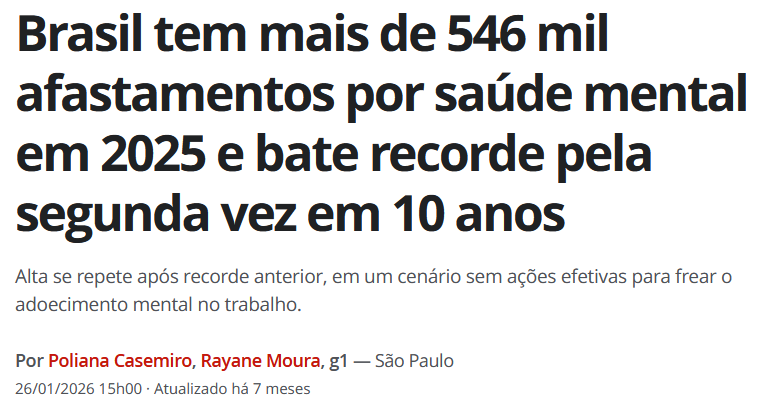 Brasil tem mais de 546 mil
afastamentos por saúde mental
em 2025 e bate recorde pela
segunda vez em 10 anos
Alta se repete após recorde anterior, em um cenário sem ações efetivas para frear o
adoecimento mental no trabalho.
Por Poliana Casemiro, Rayane Moura, g1 — São Paulo
26/01/2026 15h00 · Atualizado há 7 meses